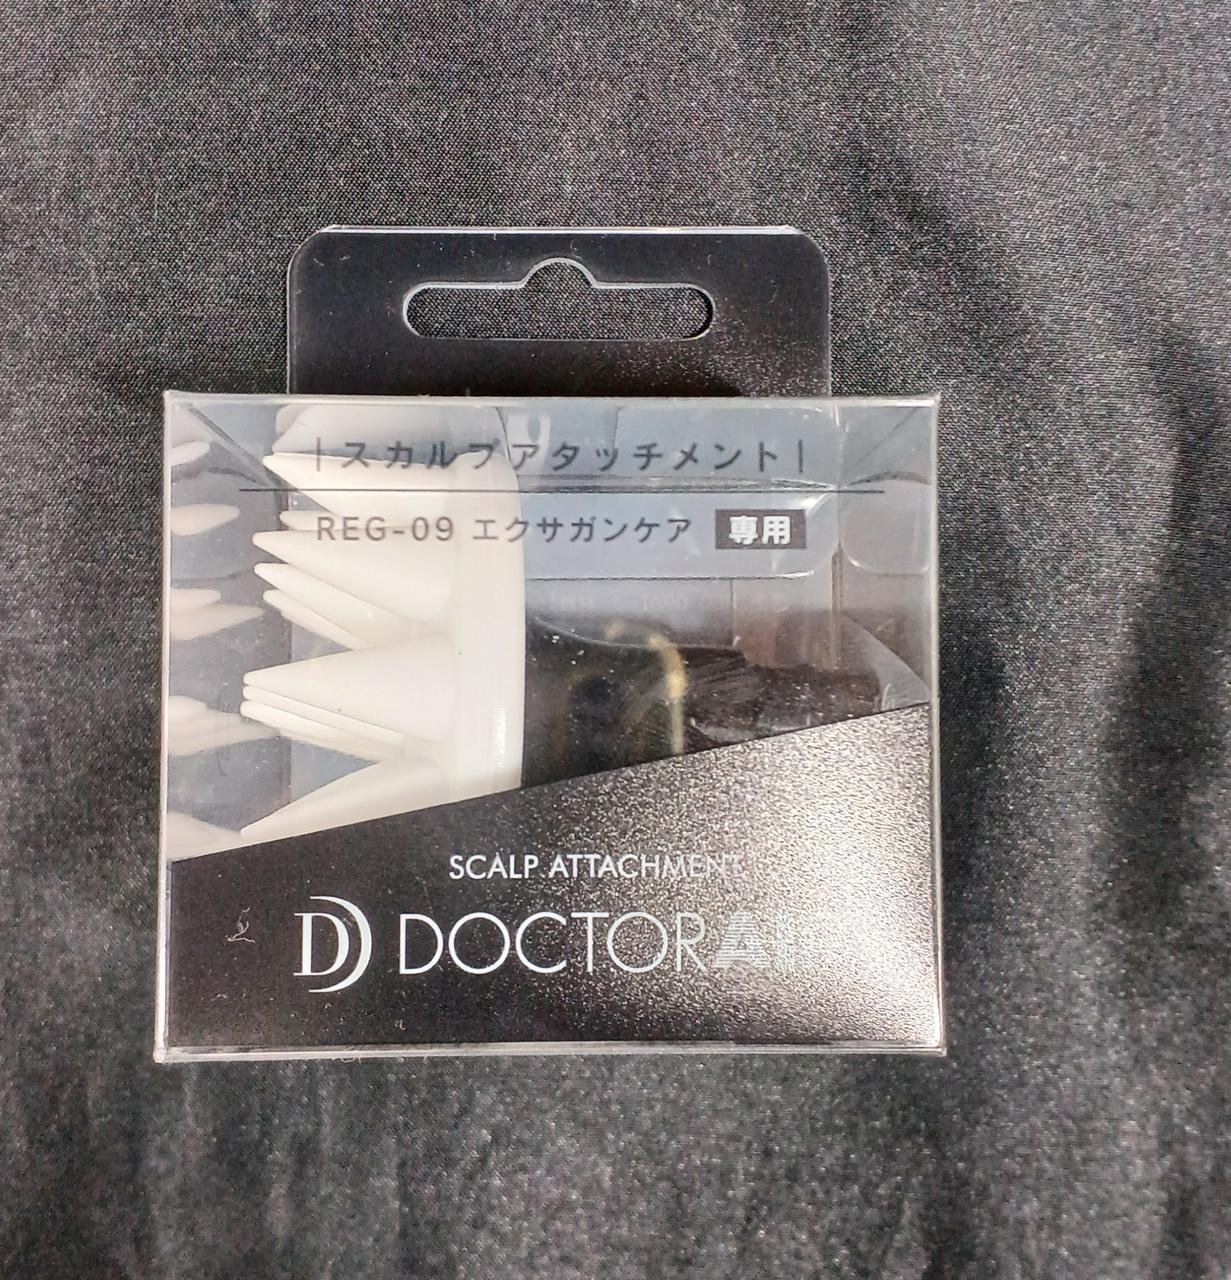 |スカルプアタッチメント|
REG-09 エクサガンケア 専用
SCALP ATTACHMENT
D DOCTORAIR